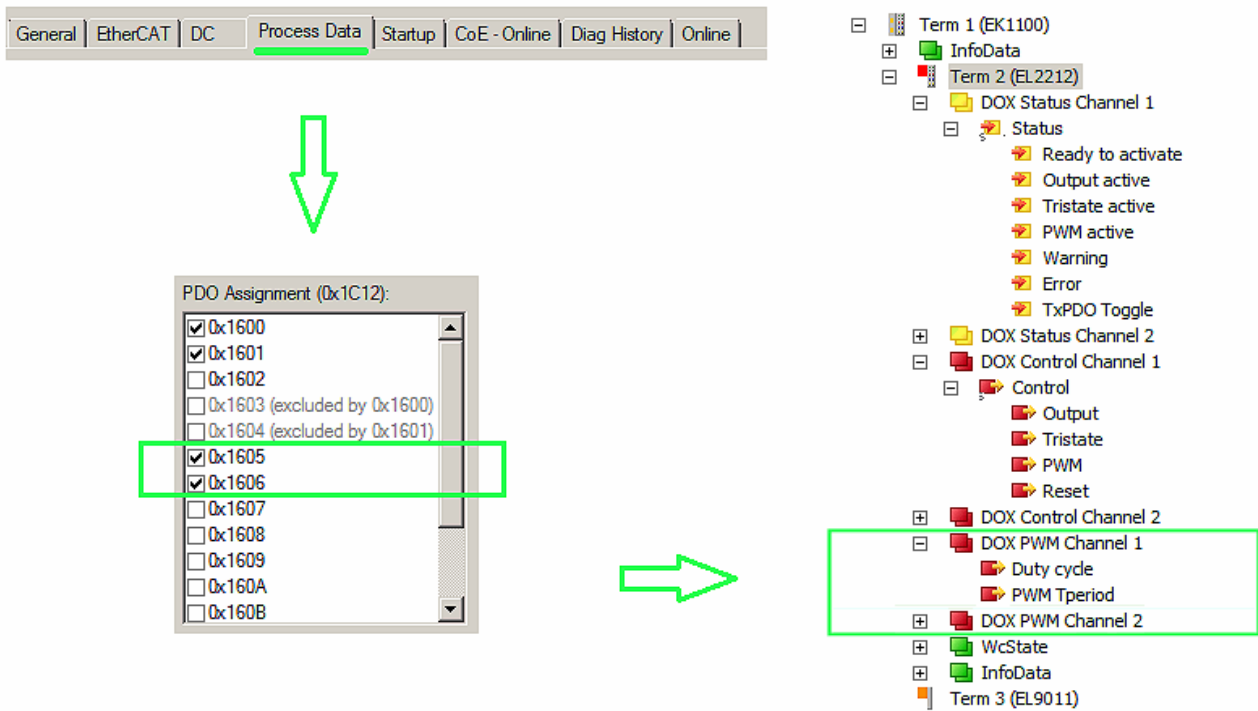 General EtherCAT DC Process Data Startup CoE - Online Diag History Online
PDO Assignment (0x1C12):
0x1600
0x1601
0x1602
0x1603 (excluded by 0x1600)
0x1604 (excluded by 0x1601)
0x1605
0x1606
0x1607
0x1608
0x1609
0x160A
0x160B
Term 1 (EK1100)
InfoData
Term 2 (EL2212)
DOX Status Channel 1
Status
Ready to activate
Output active
Tristate active
PWM active
Warning
Error
TxPDO Toggle
DOX Status Channel 2
DOX Control Channel 1
Control
Output
Tristate
PWM
Reset
DOX Control Channel 2
DOX PWM Channel 1
Duty cycle
PWM Tperiod
DOX PWM Channel 2
WcState
InfoData
Term 3 (EL9011)